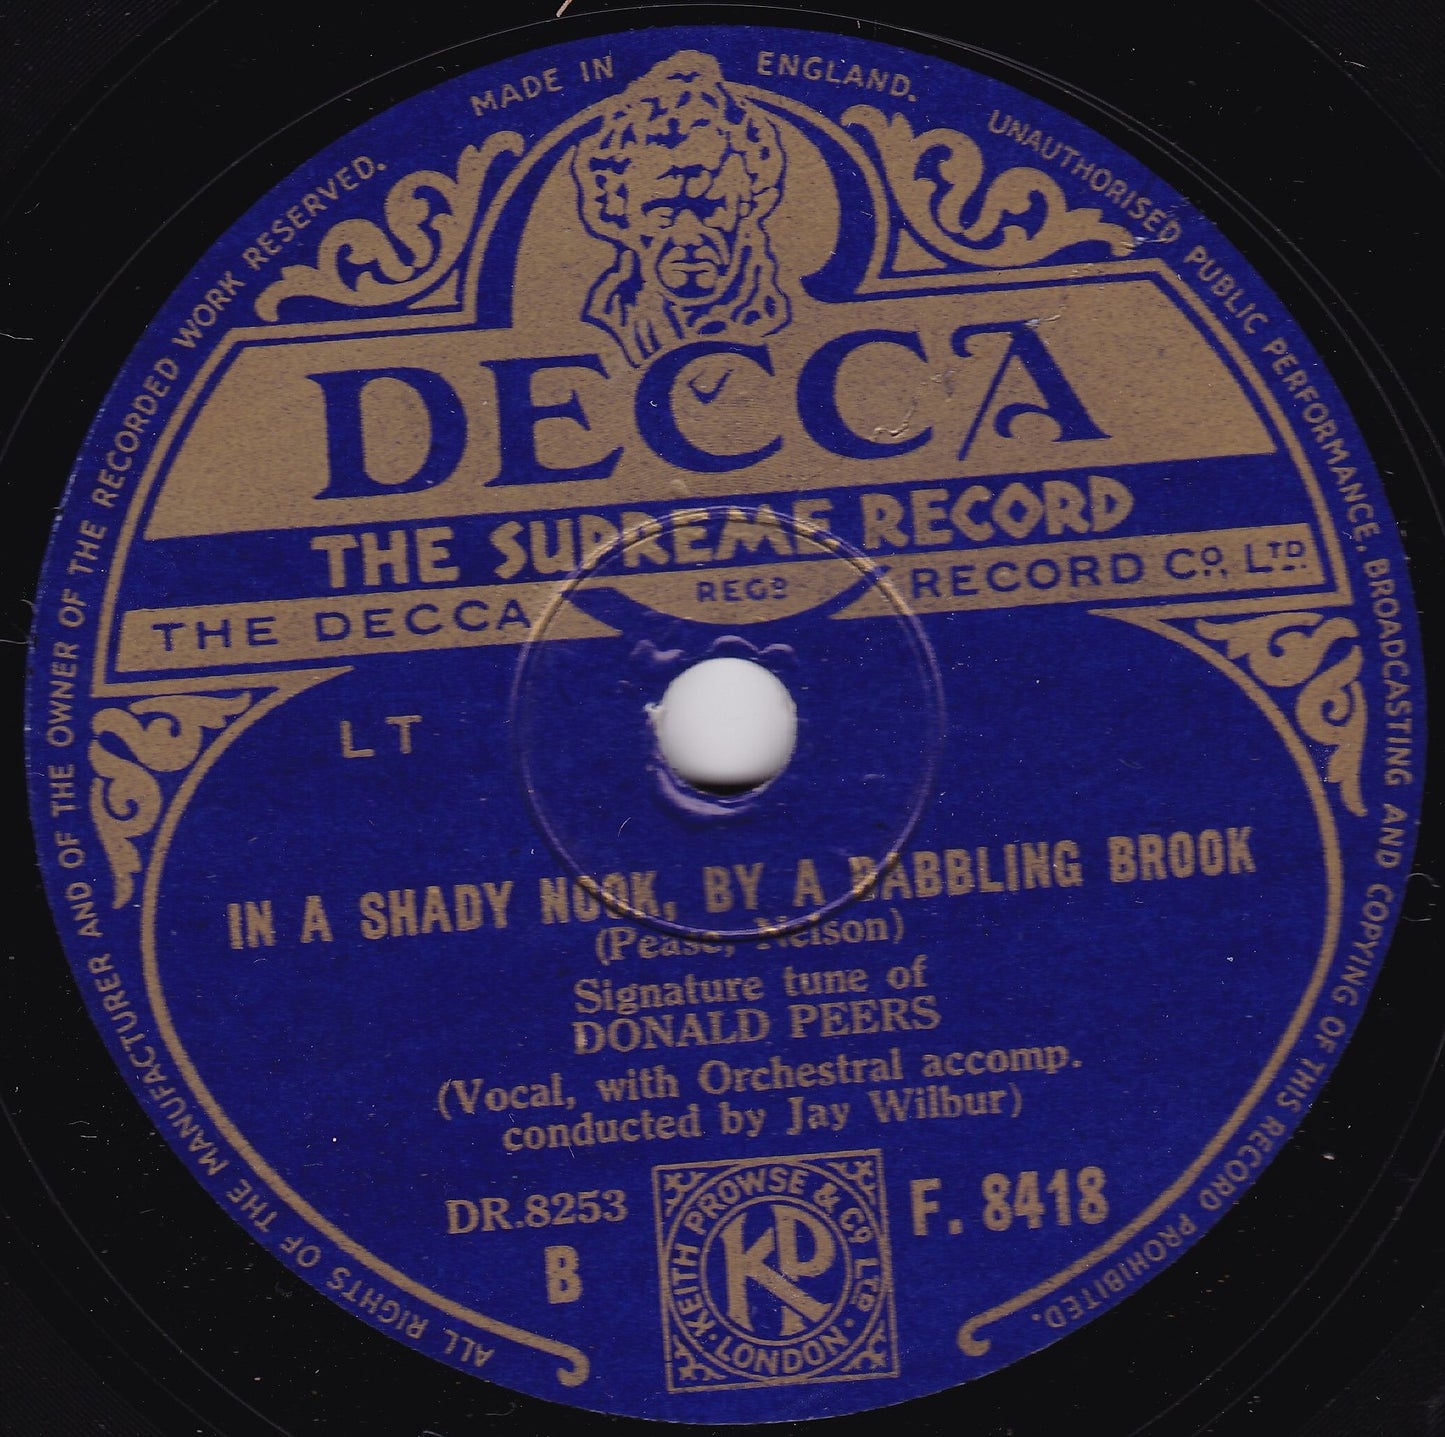 ALL RIGHTS OF THE MANUFACTURER AND OF THE OWNER OF THE RECORDED WORK RESERVED.
MADE IN ENGLAND.
UNAUTHORISED PUBLIC PERFORMANCE, BROADCASTING AND COPYING OF THIS RECORD PROHIBITED.
DECCA
THE SUPREME RECORD
THE DECCA REGD RECORD CO., LTD.
LT
IN A SHADY NOOK, BY A BABBLING BROOK
(Pease, Nelson)
Signature tune of
DONALD PEERS
(Vocal, with Orchestral accomp.
conducted by Jay Wilbur)
DR.8253
B
KEITH PROWSE & CO LTD
KP
· LONDON ·
F. 8418